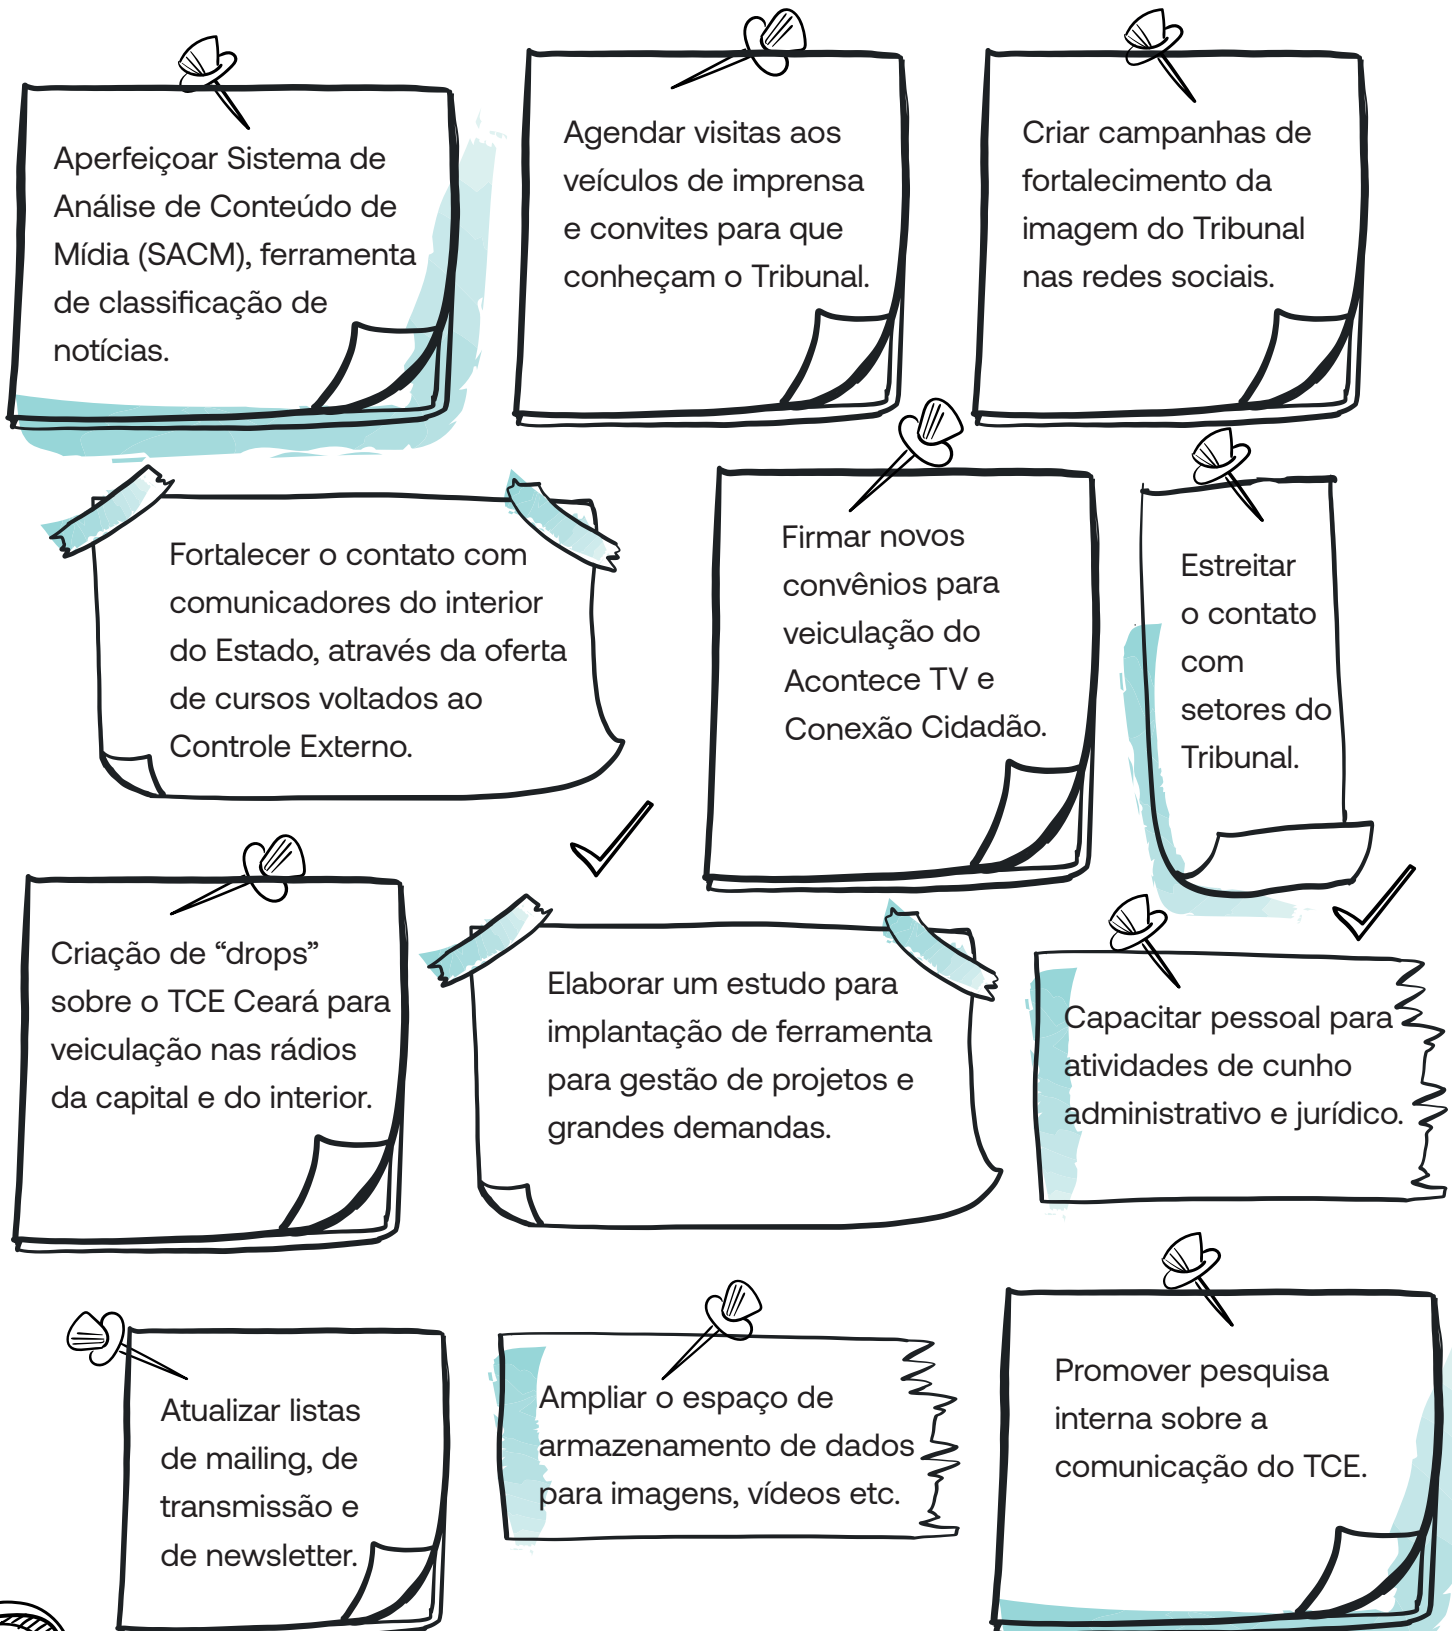 Aperfeiçoar Sistema de
Análise de Conteúdo de
Mídia (SACM), ferramenta
de classificação de
notícias.
Agendar visitas aos
veículos de imprensa
e convites para que
conheçam o Tribunal.
Criar campanhas de
fortalecimento da
imagem do Tribunal
nas redes sociais.
Fortalecer o contato com
comunicadores do interior
do Estado, através da oferta
de cursos voltados ao
Controle Externo.
Firmar novos
convênios para
veiculação do
Acontece TV e
Conexão Cidadão.
Estreitar
o contato
com
setores do
Tribunal.
Criação de “drops”
sobre o TCE Ceará para
veiculação nas rádios
da capital e do interior.
Elaborar um estudo para
implantação de ferramenta
para gestão de projetos e
grandes demandas.
Capacitar pessoal para
atividades de cunho
administrativo e jurídico.
Atualizar listas
de mailing, de
transmissão e
de newsletter.
Ampliar o espaço de
armazenamento de dados
para imagens, vídeos etc.
Promover pesquisa
interna sobre a
comunicação do TCE.